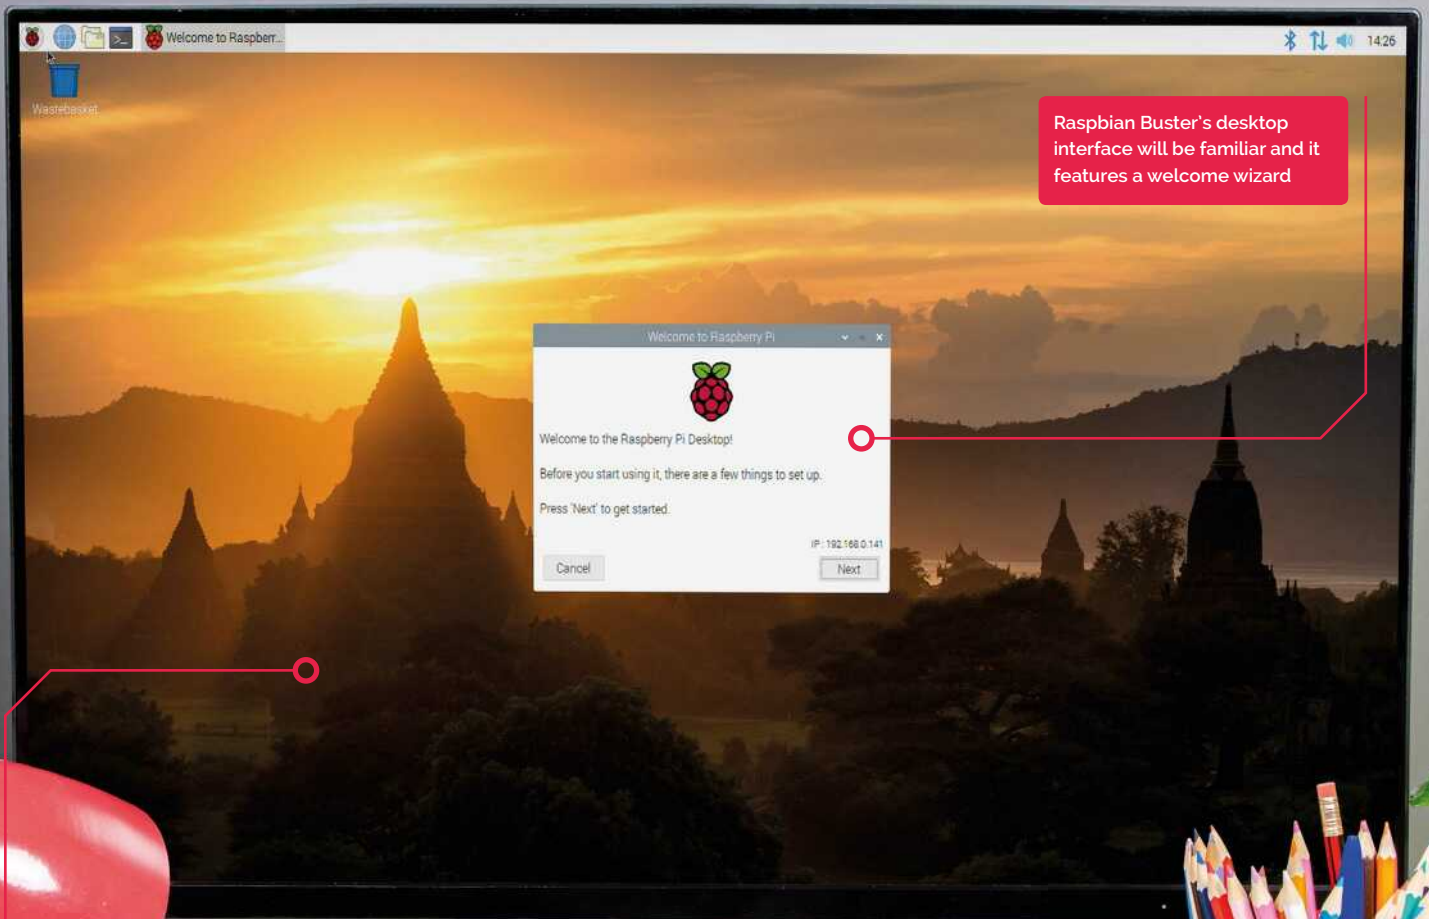 Welcome to Raspberr...
14:26
Wastebasket
Raspbian Buster's desktop
interface will be familiar and it
features a welcome wizard
Welcome to Raspberry Pi
Welcome to the Raspberry Pi Desktop!
Before you start using it, there are a few things to set up.
Press 'Next' to get started.
IP : 192.168.0.141
Cancel
Next